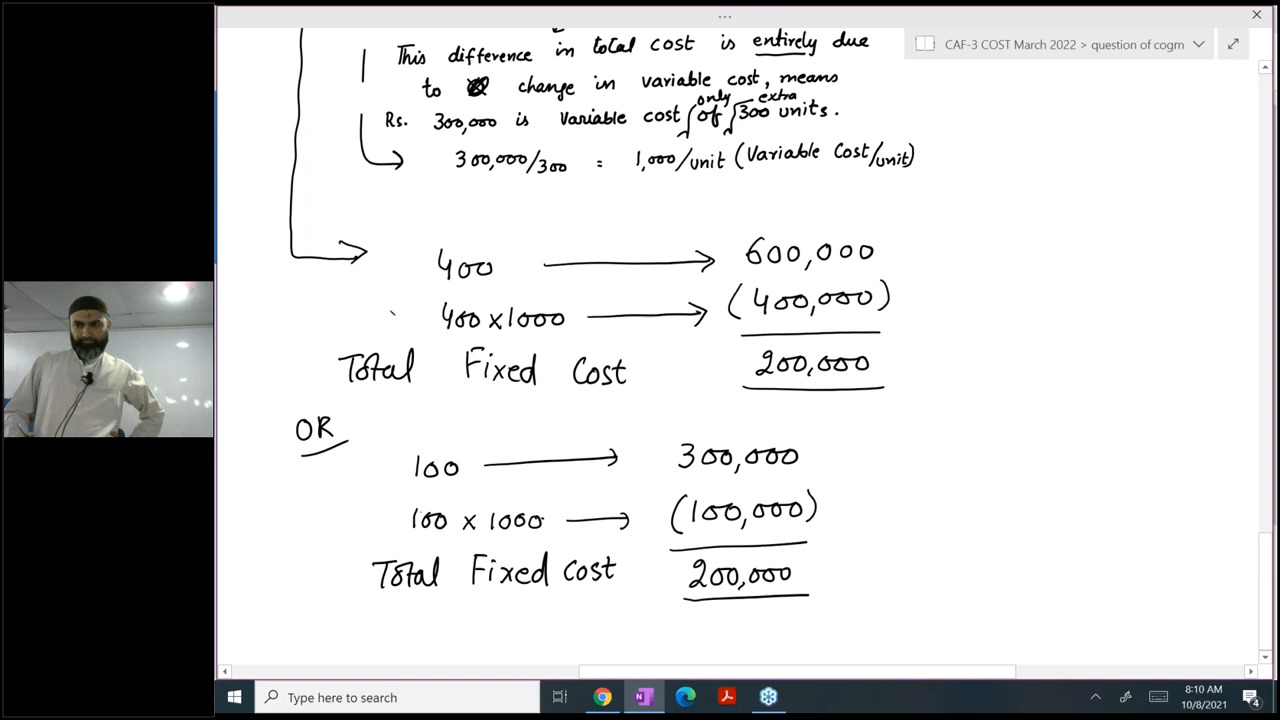 CAF-3 COST March 2022 > question of cogm
This difference in total cost is entirely due
to change in variable cost, means
only extra
Rs. 300,000 is Variable cost of 300 units.
300,000/300 = 1,000/unit (Variable Cost/unit)
400 → 600,000
400 x 1000 → (400,000)
Total Fixed Cost 200,000
OR
100 → 300,000
100 x 1000 → (100,000)
Total Fixed cost 200,000
Type here to search
8:10 AM
10/8/2021
4